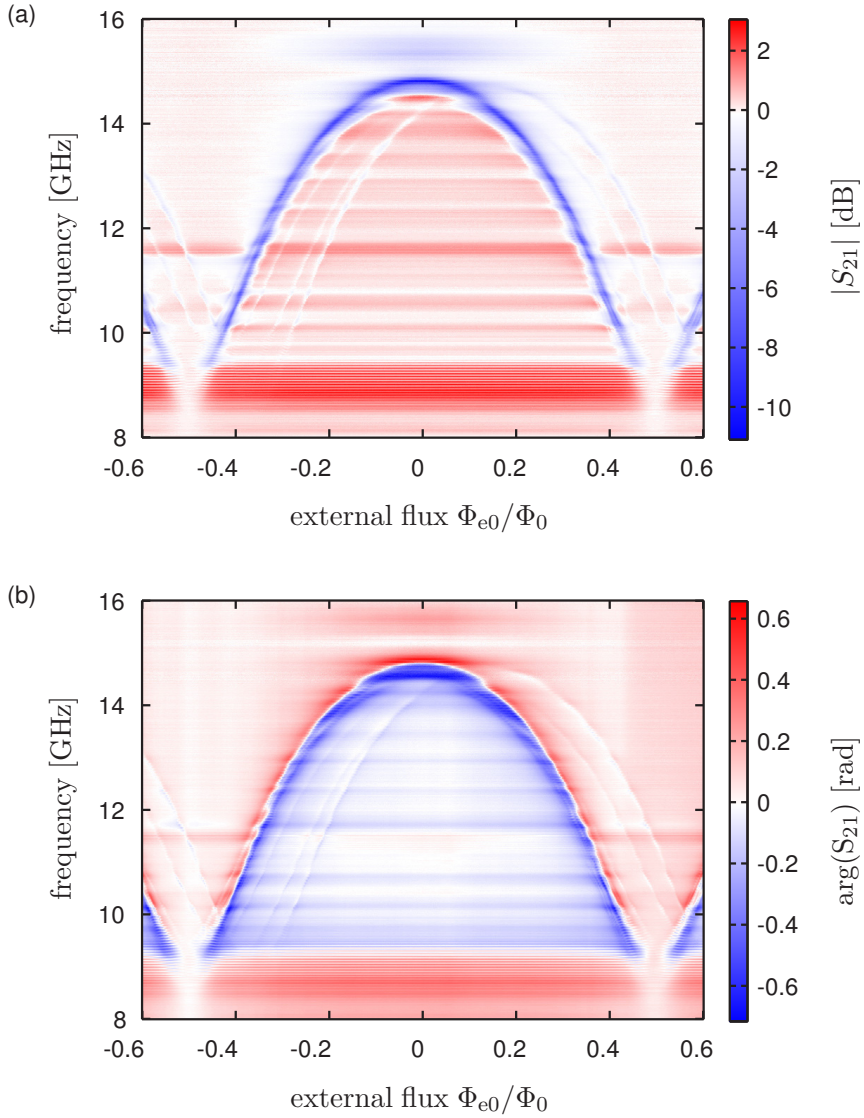 (a)
16
14
12
10
8
frequency [GHz]
-0.6 -0.4 -0.2 0 0.2 0.4 0.6
external flux Φe0/Φ0
2
0
-2
-4
-6
-8
-10
|S21| [dB]
(b)
16
14
12
10
8
frequency [GHz]
-0.6 -0.4 -0.2 0 0.2 0.4 0.6
external flux Φe0/Φ0
0.6
0.4
0.2
0
-0.2
-0.4
-0.6
arg(S21) [rad]